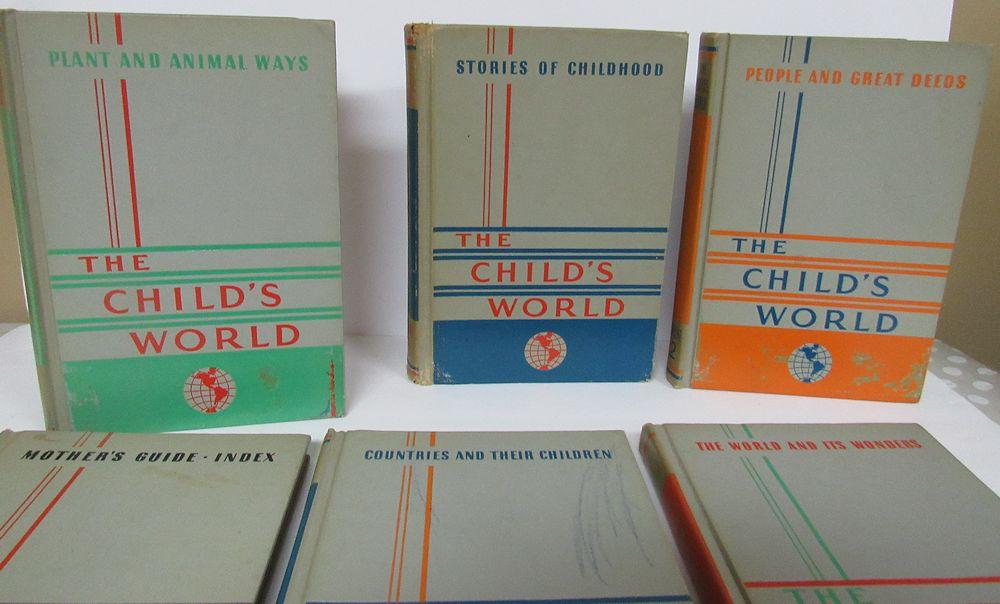 PLANT AND ANIMAL WAYS
THE
CHILD'S
WORLD
STORIES OF CHILDHOOD
THE
CHILD'S
WORLD
PEOPLE AND GREAT DEEDS
THE
CHILD'S
WORLD
MOTHER'S GUIDE · INDEX
COUNTRIES AND THEIR CHILDREN
THE WORLD AND ITS WONDERS
THE